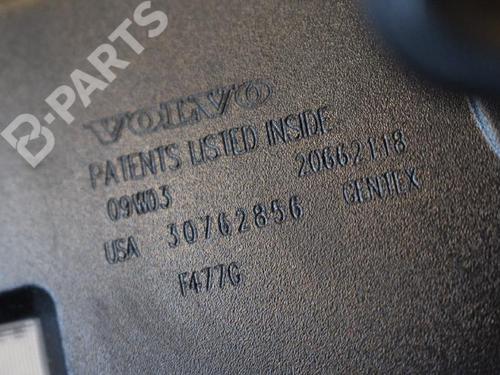 B-PARTS
VOLVO
PATENTS LISTED INSIDE
09W03 20662118
USA 30762856 GENTEX
F477G